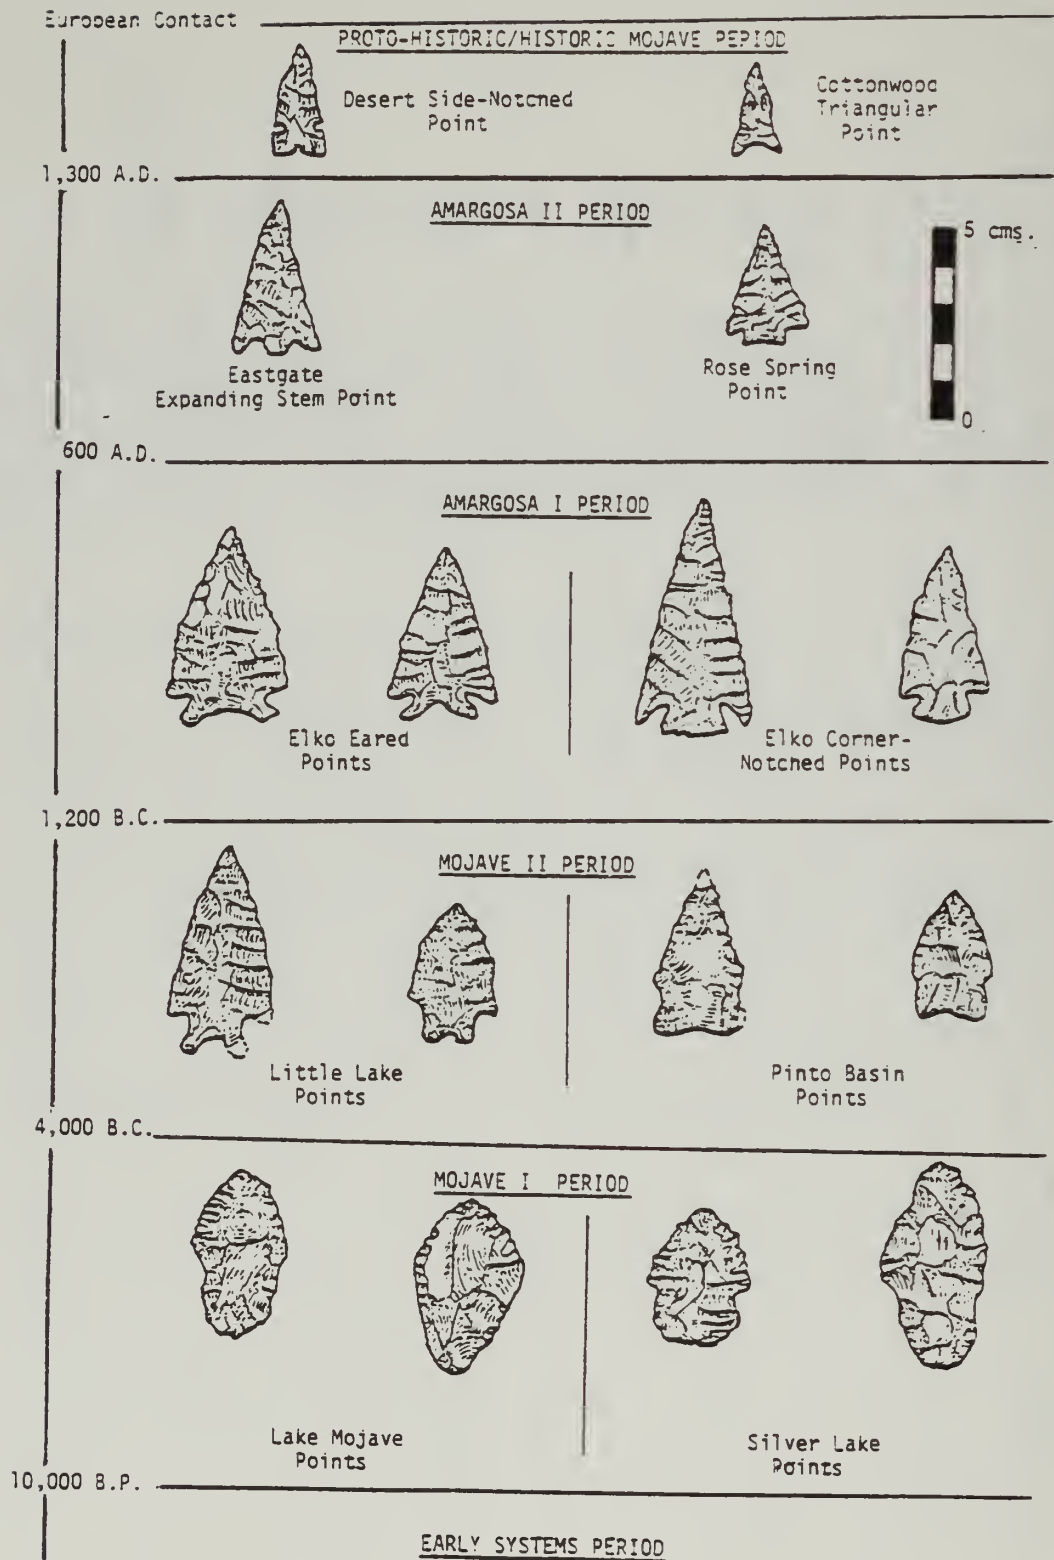 European Contact
PROTO-HISTORIC/HISTORIC MOJAVE PERIOD
Desert Side-Notched
Point
Cottonwood
Triangular
Point
1,300 A.D.
AMARGOSA II PERIOD
5 cms.
0
Eastgate
Expanding Stem Point
Rose Spring
Point
600 A.D.
AMARGOSA I PERIOD
Elko Eared
Points
Elko Corner-
Notched Points
1,200 B.C.
MOJAVE II PERIOD
Little Lake
Points
Pinto Basin
Points
4,000 B.C.
MOJAVE I PERIOD
Lake Mojave
Points
Silver Lake
Points
10,000 B.P.
EARLY SYSTEMS PERIOD